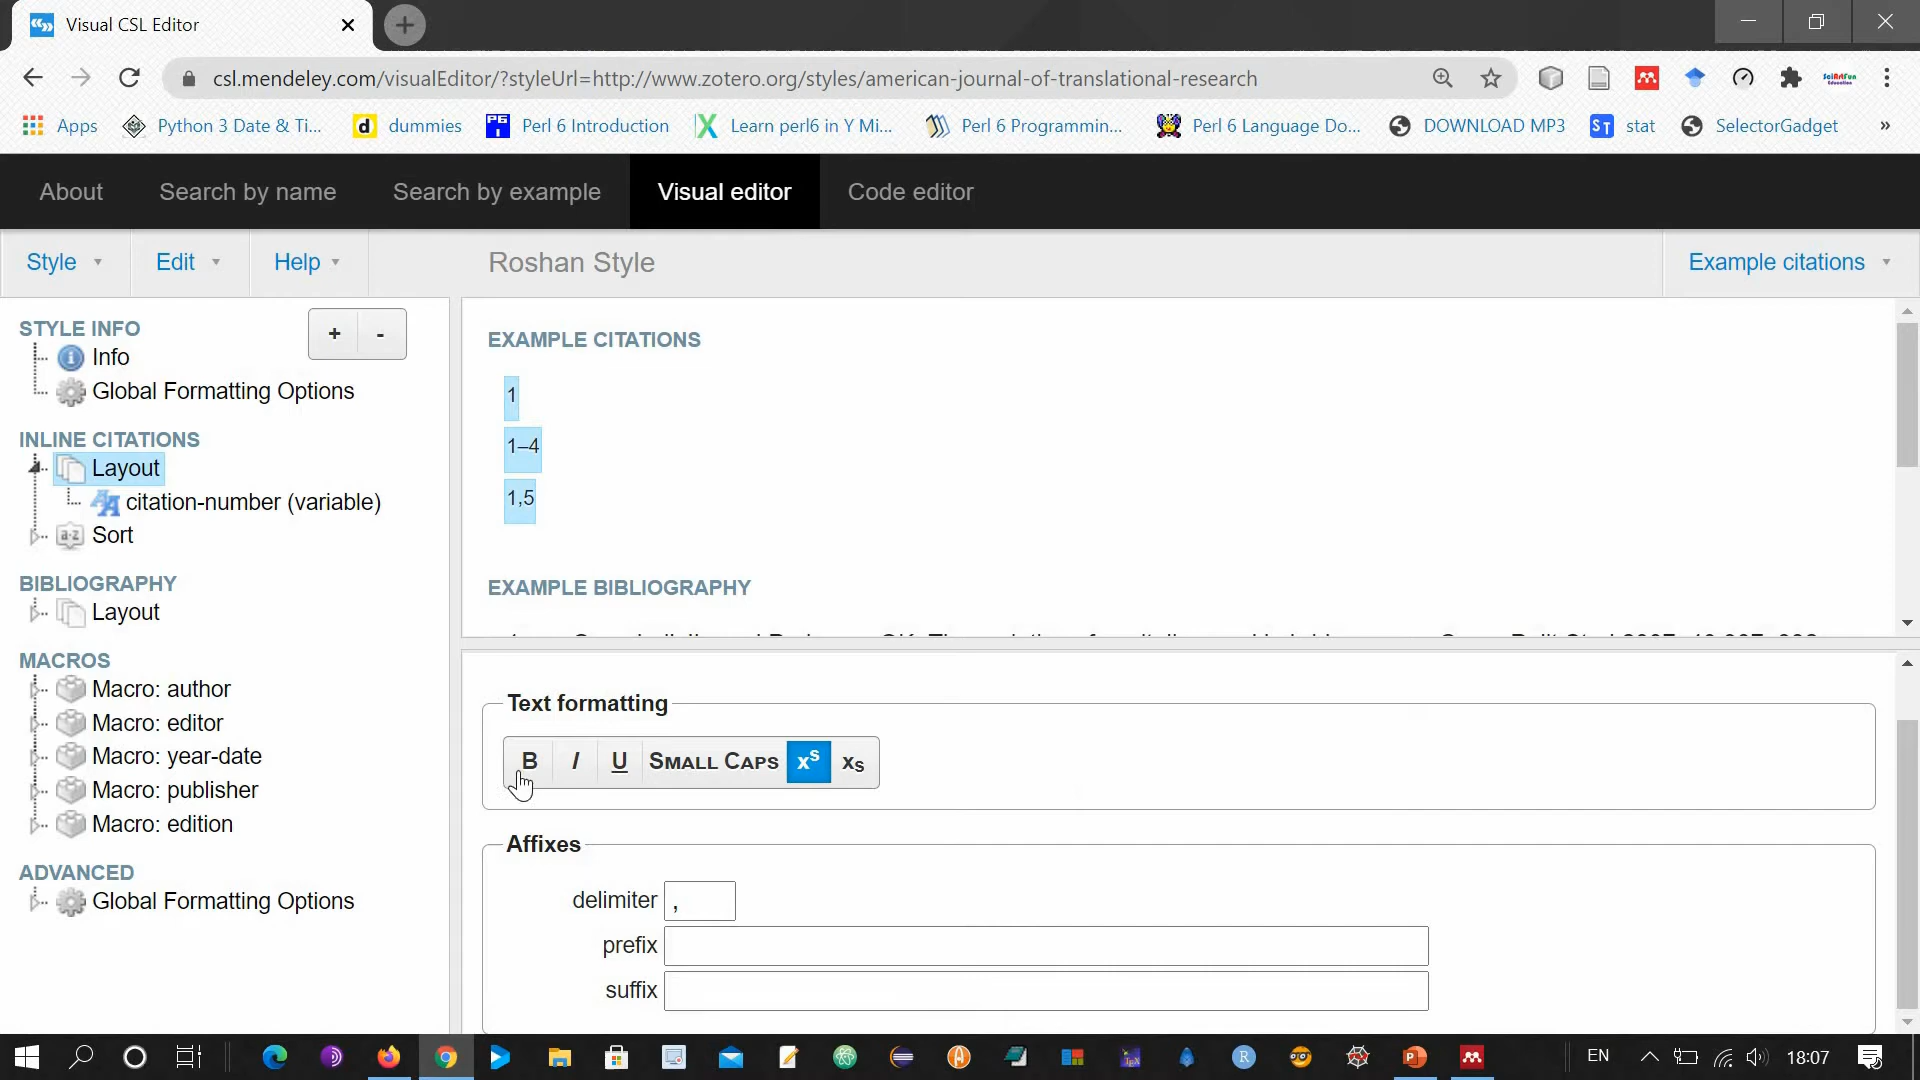 Visual CSL Editor
csl.mendeley.com/visualEditor/?styleUrl=http://www.zotero.org/styles/american-journal-of-translational-research
Apps
Python 3 Date & Ti...
dummies
Perl 6 Introduction
Learn perl6 in Y Mi...
Perl 6 Programmin...
Perl 6 Language Do...
DOWNLOAD MP3
stat
SelectorGadget
»
About
Search by name
Search by example
Visual editor
Code editor
Style
Edit
Help
Roshan Style
Example citations
STYLE INFO
+
-
Info
Global Formatting Options
INLINE CITATIONS
Layout
citation-number (variable)
Sort
BIBLIOGRAPHY
Layout
MACROS
Macro: author
Macro: editor
Macro: year-date
Macro: publisher
Macro: edition
ADVANCED
Global Formatting Options
EXAMPLE CITATIONS
1
1–4
1,5
EXAMPLE BIBLIOGRAPHY
Text formatting
B
I
U
SMALL CAPS
xS
xS
Affixes
delimiter ,
prefix
suffix
EN
18:07